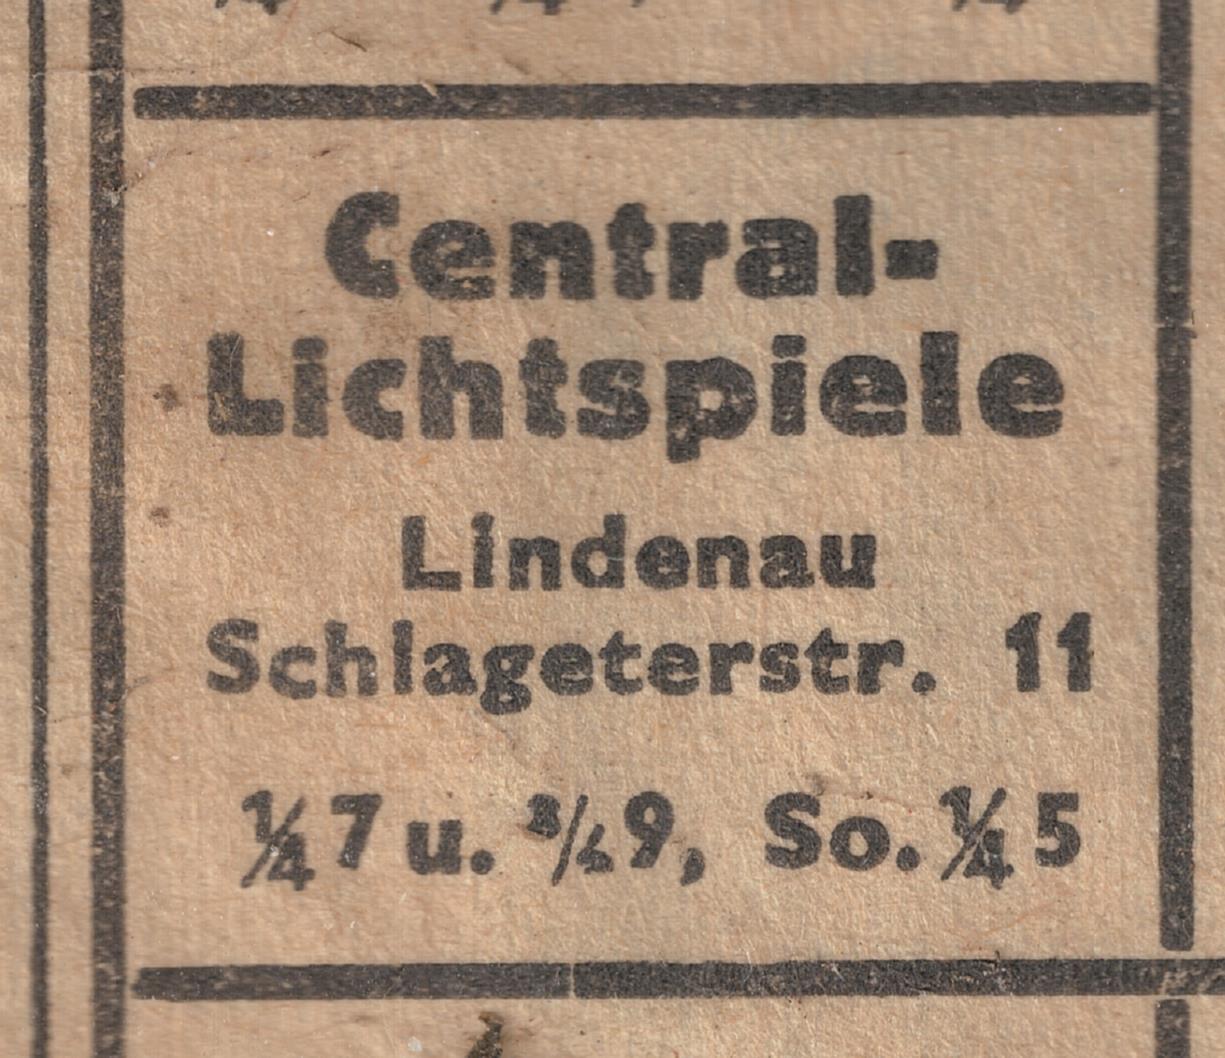 Central-
Lichtspiele
Lindenau
Schlageterstr. 11
¼7 u. ¾9, So. ¼5